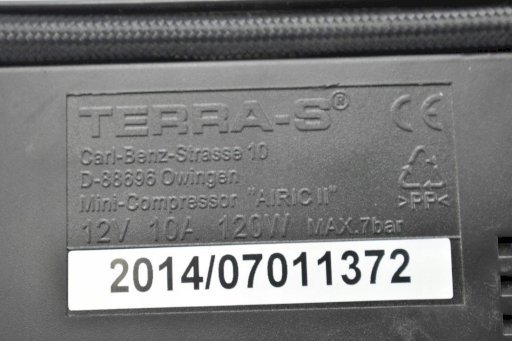 TERRA-S®
CE
Carl-Benz-Strasse 10
D-88696 Owingen
Mini-Compressor "AIRIC II"
>PP<
12V 10A 120W MAX.7bar
2014/07011372